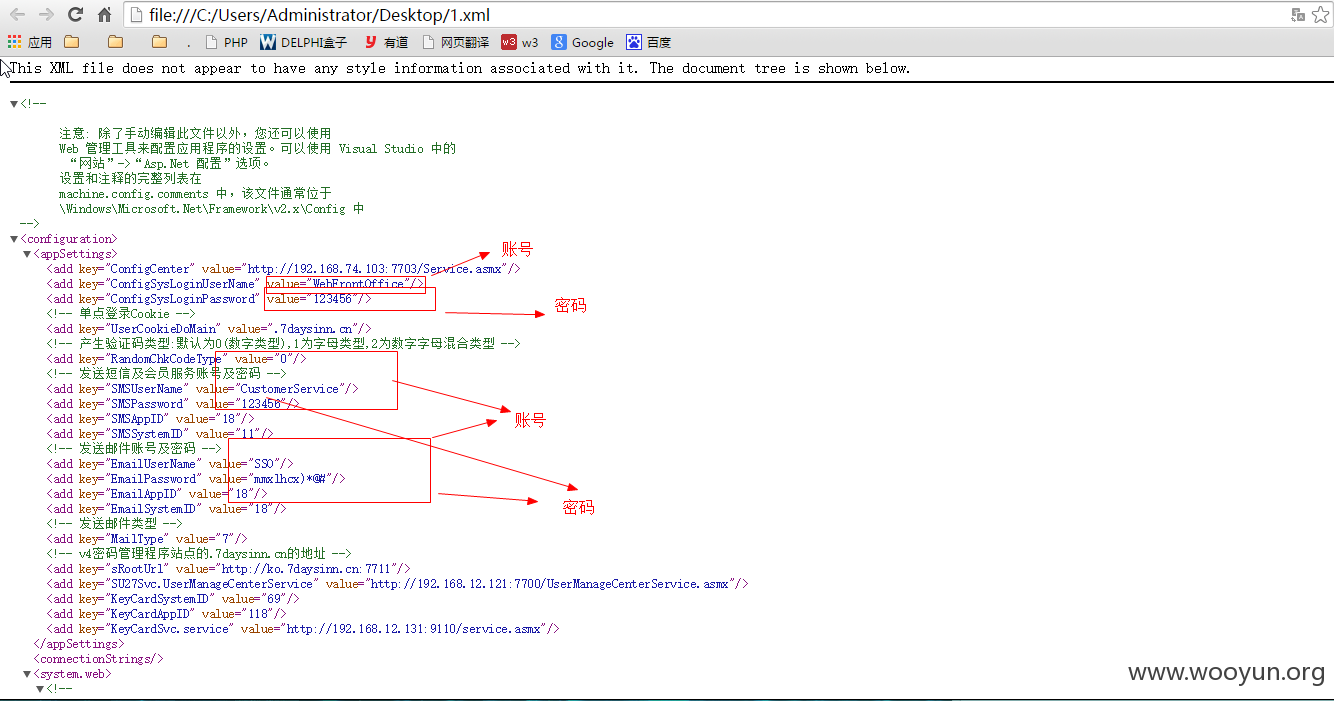 file:///C:/Users/Administrator/Desktop/1.xml
应用 . PHP DELPHI盒子 有道 网页翻译 w3 w3 Google 百度
This XML file does not appear to have any style information associated with it. The document tree is shown below.
▼<!--
注意: 除了手动编辑此文件以外，您还可以使用
Web 管理工具来配置应用程序的设置。可以使用 Visual Studio 中的
“网站”->“Asp.Net 配置”选项。
设置和注释的完整列表在
machine.config.comments 中，该文件通常位于
\Windows\Microsoft.Net\Framework\v2.x\Config 中
-->
▼<configuration>
账号
▼<appSettings>
<add key="ConfigCenter" value="http://192.168.74.103:7703/Service.asmx"/>
<add key="ConfigSysLoginUserName" value="WebFrontOffice"/>
<add key="ConfigSysLoginPassword" value="123456"/>
密码
<!-- 单点登录Cookie -->
<add key="UserCookieDoMain" value=".7daysinn.cn"/>
<!-- 产生验证码类型:默认为0(数字类型),1为字母类型,2为数字字母混合类型 -->
<add key="RandomChkCodeType" value="0"/>
<!-- 发送短信及会员服务账号及密码 -->
<add key="SMSUserName" value="CustomerService"/>
<add key="SMSPassword" value="123456"/>
<add key="SMSAppID" value="18"/>
账号
<add key="SMSSystemID" value="11"/>
<!-- 发送邮件账号及密码 -->
<add key="EmailUserName" value="SSO"/>
<add key="EmailPassword" value="mmxlhcx)*@#"/>
<add key="EmailAppID" value="18"/>
<add key="EmailSystemID" value="18"/>
密码
<!-- 发送邮件类型 -->
<add key="MailType" value="7"/>
<!-- v4密码管理程序站点的.7daysinn.cn的地址 -->
<add key="sRootUrl" value="http://ko.7daysinn.cn:7711"/>
<add key="SU27Svc.UserManageCenterService" value="http://192.168.12.121:7700/UserManageCenterService.asmx"/>
<add key="KeyCardSystemID" value="69"/>
<add key="KeyCardAppID" value="118"/>
<add key="KeyCardSvc.service" value="http://192.168.12.131:9110/service.asmx"/>
</appSettings>
<connectionStrings/>
▼<system.web>
▼<!--
www.wooyun.org